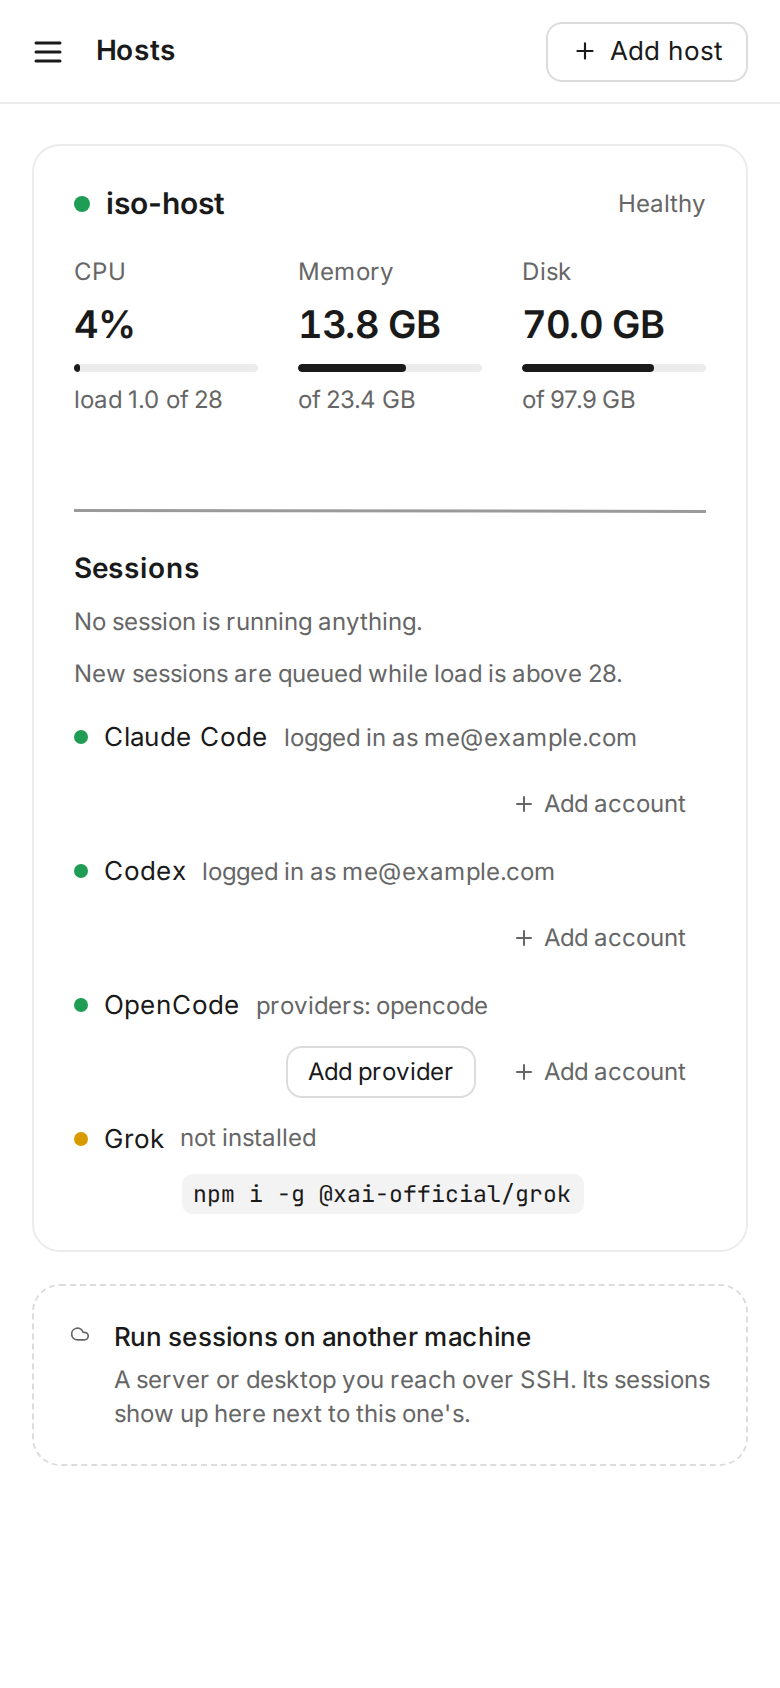 Hosts
+ Add host
iso-host
Healthy
CPU
Memory
Disk
4%
13.8 GB
70.0 GB
load 1.0 of 28
of 23.4 GB
of 97.9 GB
Sessions
No session is running anything.
New sessions are queued while load is above 28.
Claude Code logged in as me@example.com
+ Add account
Codex logged in as me@example.com
+ Add account
OpenCode providers: opencode
Add provider
+ Add account
Grok not installed
npm i -g @xai-official/grok
Run sessions on another machine
A server or desktop you reach over SSH. Its sessions
show up here next to this one's.